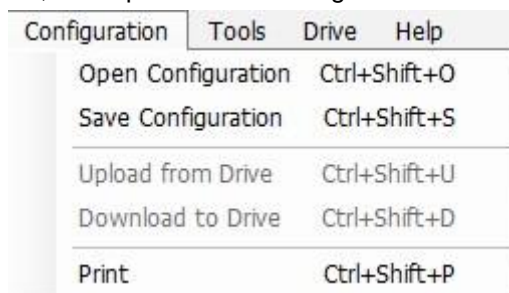 Configuration Tools Drive Help
Open Configuration Ctrl+Shift+O
Save Configuration Ctrl+Shift+S
Upload from Drive Ctrl+Shift+U
Download to Drive Ctrl+Shift+D
Print Ctrl+Shift+P